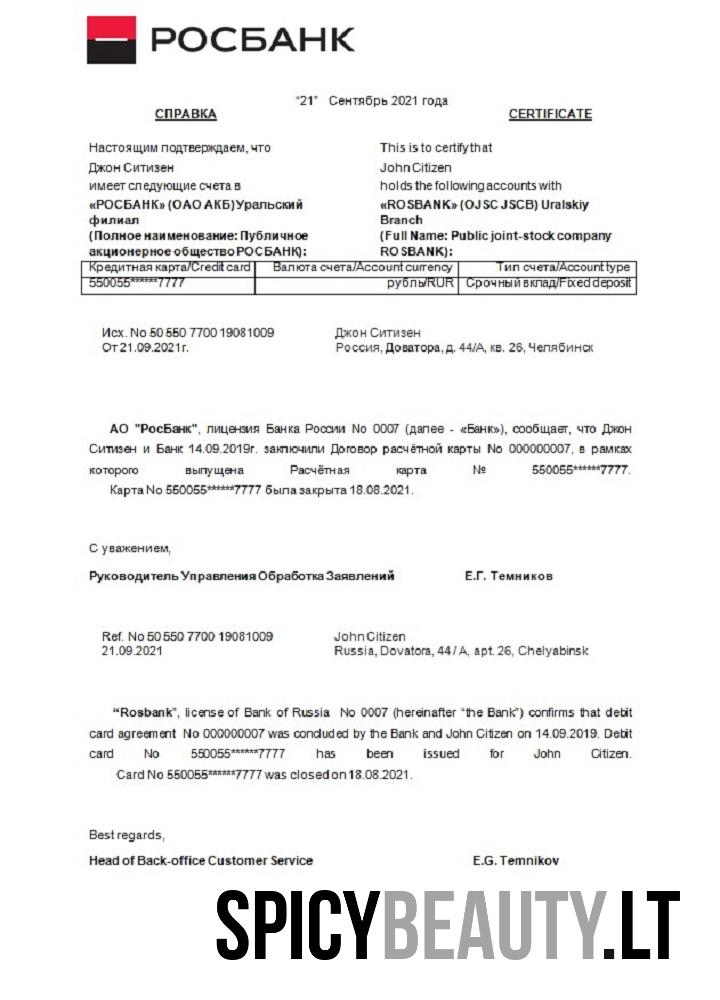 РОСБАНК
“21” Сентябрь 2021 года
СПРАВКА CERTIFICATE
Настоящим подтверждаем, что This is to certify that
Джон Ситизен John Citizen
имеет следующие счета в holds the following accounts with
«РОСБАНК» (ОАО АКБ) Уральский «ROSBANK» (OJSC JSCB) Uralskiy
филиал Branch
(Полное наименование: Публичное (Full Name: Public joint-stock company
акционерное общество РОСБАНК): ROSBANK):
Кредитная карта/Credit card Валюта счета/Account currency Тип счета/Account type
550055******7777 рубль/RUR Срочный вклад/Fixed deposit
Исх. No 50 550 7700 19081009 Джон Ситизен
От 21.09.2021г. Россия, Доватора, д. 44/А, кв. 26, Челябинск
АО "РосБанк", лицензия Банка России No 0007 (далее - «Банк»), сообщает, что Джон
Ситизен и Банк 14.09.2019г. заключили Договор расчётной карты No 000000007, в рамках
которого выпущена Расчётная карта № 550055******7777.
Карта No 550055******7777 была закрыта 18.08.2021.
С уважением,
Руководитель Управления Обработка Заявлений Е.Г. Темников
Ref. No 50 550 7700 19081009 John Citizen
21.09.2021 Russia, Dovatora, 44 / A, apt. 26, Chelyabinsk
“Rosbank”, license of Bank of Russia No 0007 (hereinafter “the Bank”) confirms that debit
card agreement No 000000007 was concluded by the Bank and John Citizen on 14.09.2019. Debit
card No 550055******7777 has been issued for John Citizen.
Card No 550055******7777 was closed on 18.08.2021.
Best regards,
Head of Back-office Customer Service E.G. Temnikov
SPICYBEAUTY.LT